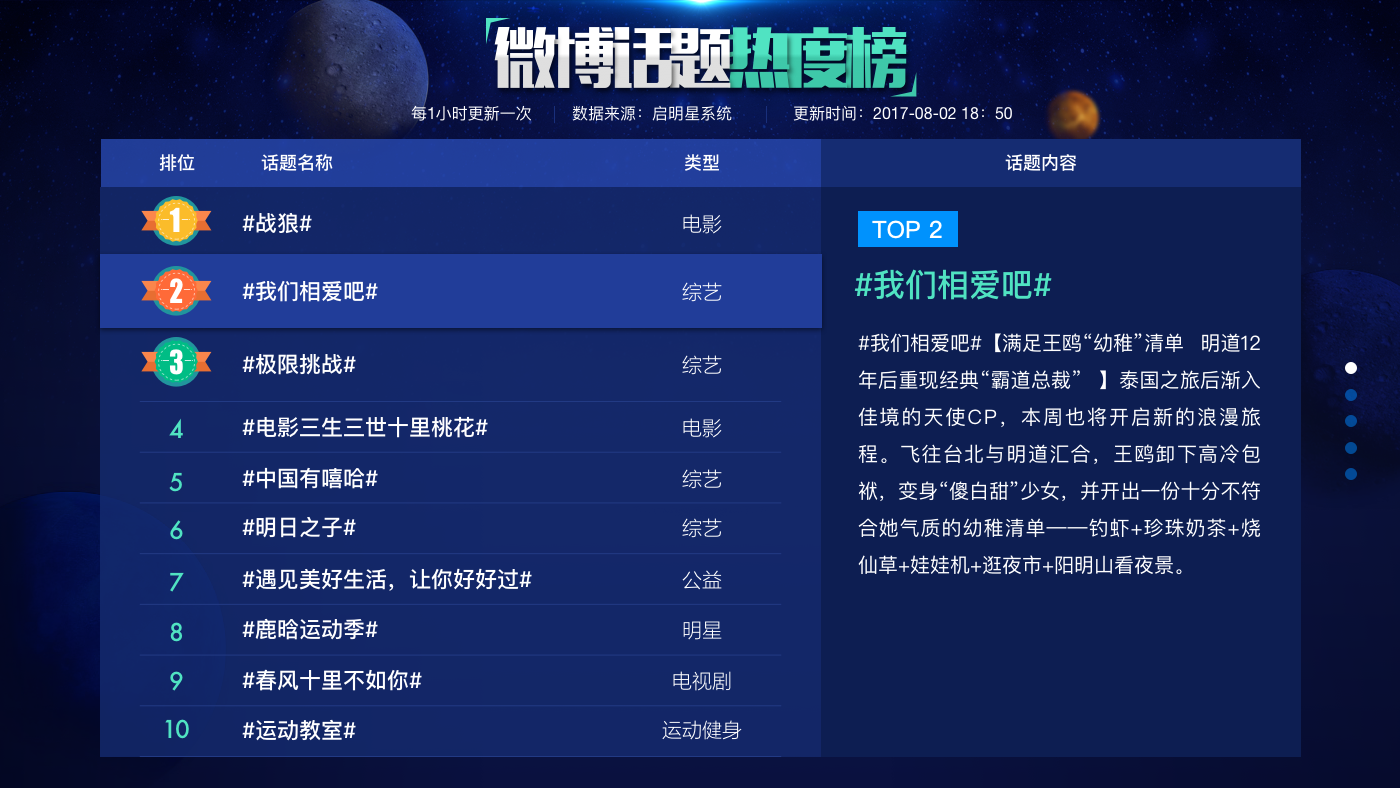 微博话题热度榜
每1小时更新一次 数据来源：启明星系统 更新时间：2017-08-02 18：50
排位 话题名称 类型 话题内容
1 #战狼# 电影
2 #我们相爱吧# 综艺
3 #极限挑战# 综艺
4 #电影三生三世十里桃花# 电影
5 #中国有嘻哈# 综艺
6 #明日之子# 综艺
7 #遇见美好生活，让你好好过# 公益
8 #鹿晗运动季# 明星
9 #春风十里不如你# 电视剧
10 #运动教室# 运动健身
TOP 2
#我们相爱吧#
#我们相爱吧#【满足王鸥“幼稚”清单 明道12
年后重现经典“霸道总裁” 】泰国之旅后渐入
佳境的天使CP，本周也将开启新的浪漫旅
程。飞往台北与明道汇合，王鸥卸下高冷包
袱，变身“傻白甜”少女，并开出一份十分不符
合她气质的幼稚清单——钓虾+珍珠奶茶+烧
仙草+娃娃机+逛夜市+阳明山看夜景。